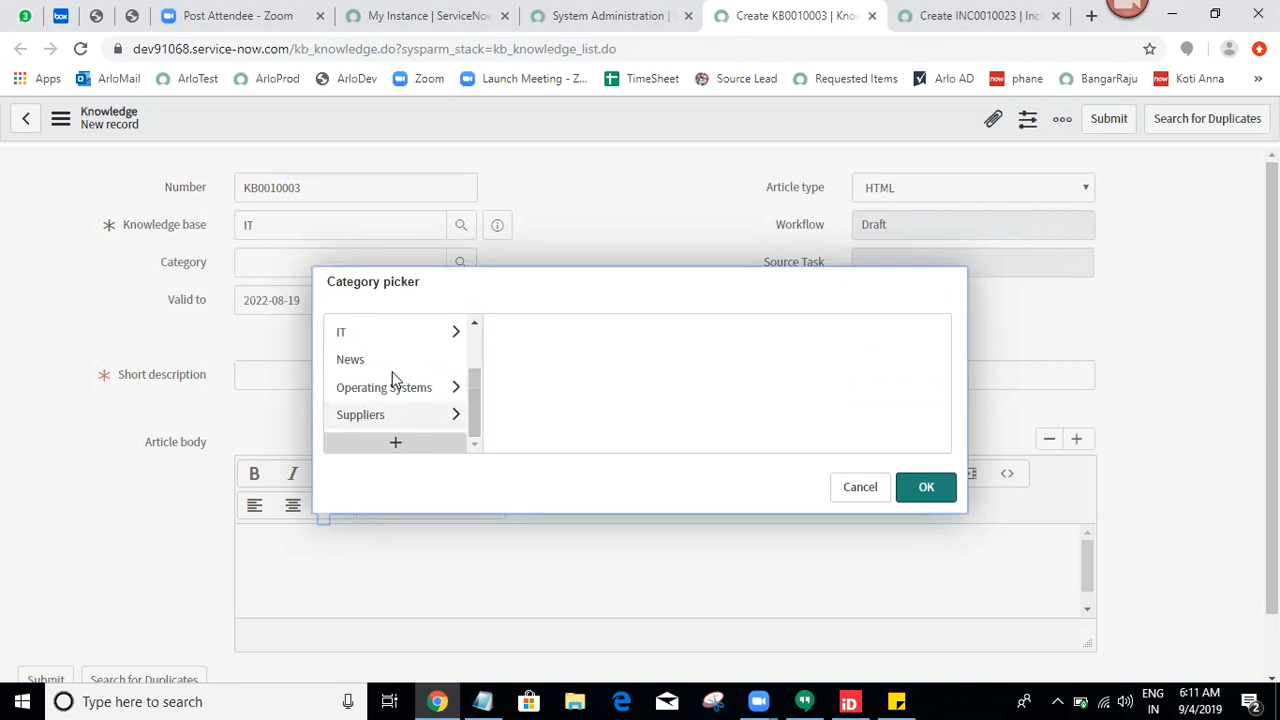 3
Post Attendee - Zoom
My Instance | ServiceNow
System Administration |
Create KB0010003 | Kno
Create INC0010023 | Inc
dev91068.service-now.com/kb_knowledge.do?sysparm_stack=kb_knowledge_list.do
Apps
ArloMail
ArloTest
ArloProd
ArloDev
Zoom
Launch Meeting - Z...
TimeSheet
Source Lead
Requested Items
Arlo AD
phane
BangarRaju
Koti Anna
»
Knowledge
New record
Submit
Search for Duplicates
Number
KB0010003
Article type
HTML
Knowledge base
IT
Workflow
Draft
Category
Source Task
Valid to
2022-08-19
Category picker
IT
News
Operating Systems
Suppliers
+
Short description
Article body
Cancel
OK
B
I
Submit
Search for Duplicates
Type here to search
ENG
IN
6:11 AM
9/4/2019
2